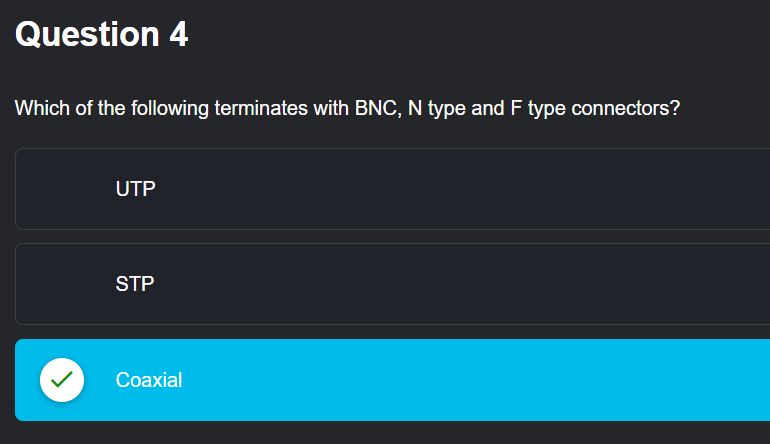 Question 4
Which of the following terminates with BNC, N type and F type connectors?
UTP
STP
Coaxial